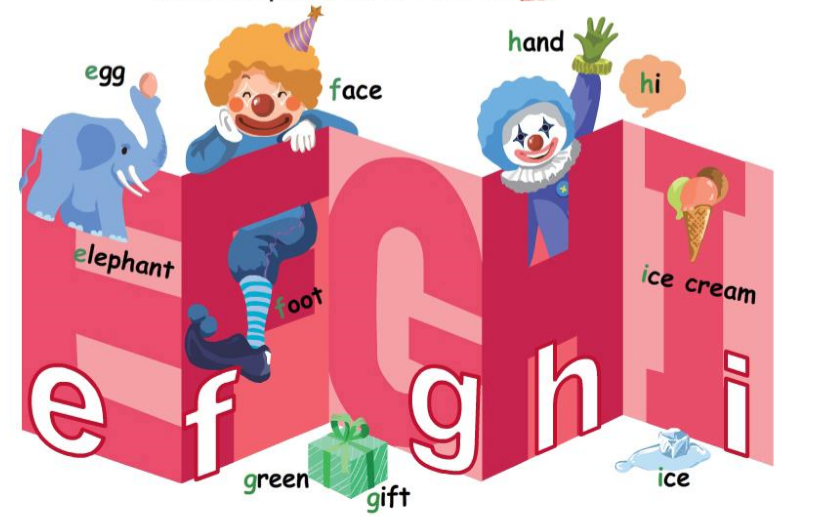 egg
face
hand
hi
elephant
foot
ice cream
E F G H I
e f g h i
green
gift
ice